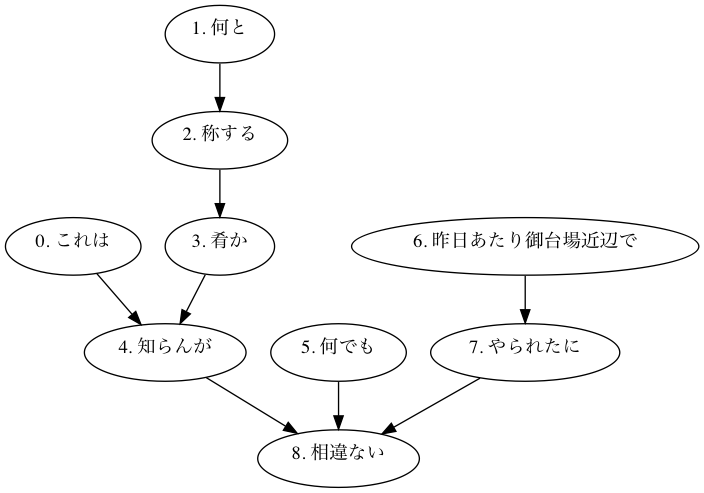 1. 何と
2. 称する
0. これは
3. 肴か
6. 昨日あたり御台場近辺で
4. 知らんが
5. 何でも
7. やられたに
8. 相違ない